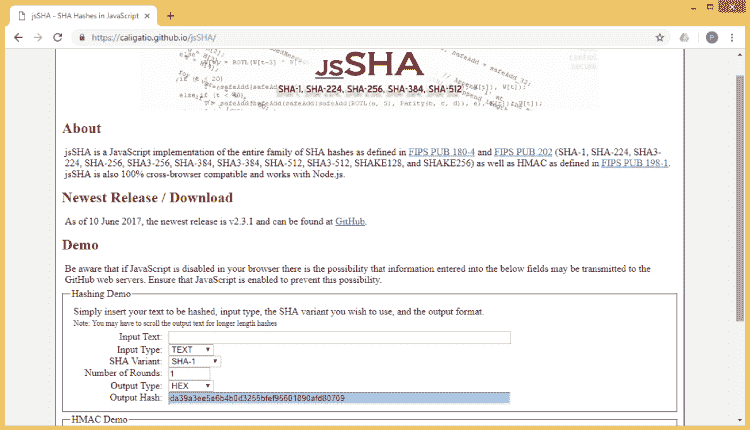 jsSHA - SHA Hashes in JavaScript
https://caligatio.github.io/jsSHA/
jsSHA
SHA-1, SHA-224, SHA-256, SHA-384, SHA-512
About
jsSHA is a JavaScript implementation of the entire family of SHA hashes as defined in FIPS PUB 180-4 and FIPS PUB 202 (SHA-1, SHA-224, SHA3-
224, SHA-256, SHA3-256, SHA-384, SHA3-384, SHA-512, SHA3-512, SHAKE128, and SHAKE256) as well as HMAC as defined in FIPS PUB 198-1.
jsSHA is also 100% cross-browser compatible and works with Node.js.
Newest Release / Download
As of 10 June 2017, the newest release is v2.3.1 and can be found at GitHub.
Demo
Be aware that if JavaScript is disabled in your browser there is the possibility that information entered into the below fields may be transmitted to the
GitHub web servers. Ensure that JavaScript is enabled to prevent this possibility.
Hashing Demo
Simply insert your text to be hashed, input type, the SHA variant you wish to use, and the output format.
Note: You may have to scroll the output text for longer length hashes
Input Text:
Input Type: TEXT
SHA Variant: SHA-1
Number of Rounds: 1
Output Type: HEX
Output Hash: da39a3ee5e6b4b0d3255bfef95601890afd80709
HMAC Demo